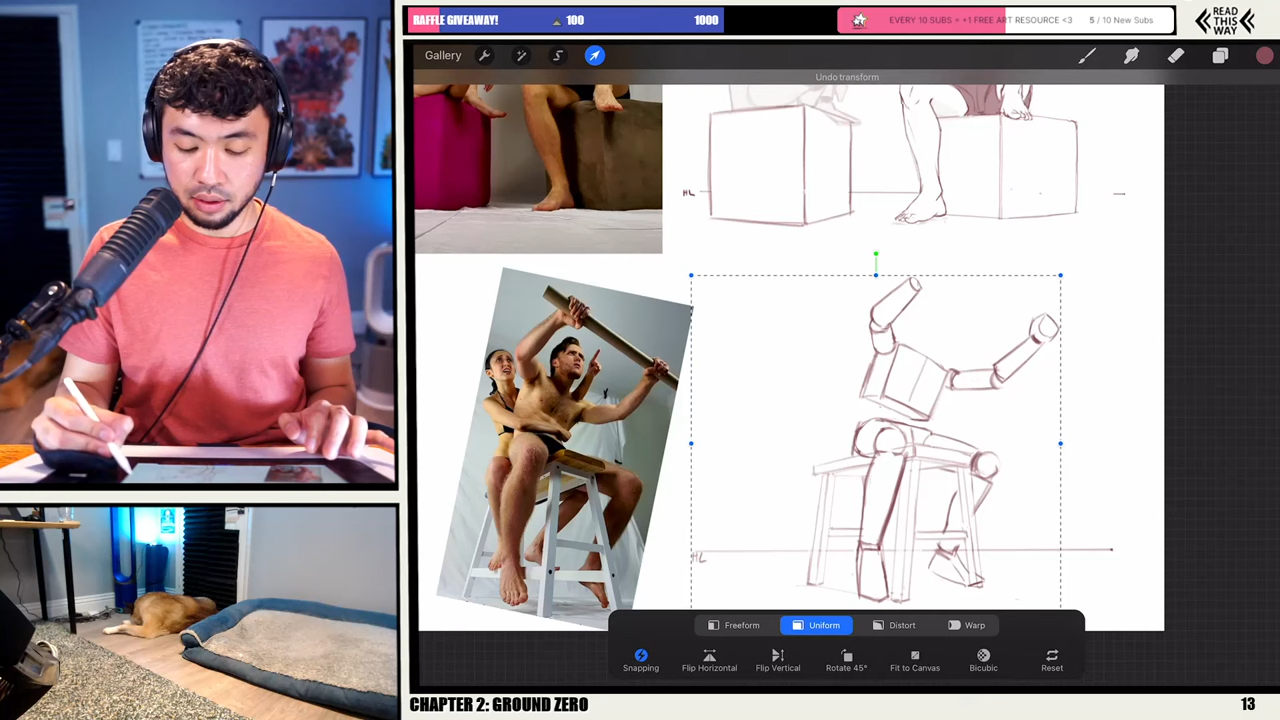 RAFFLE GIVEAWAY! 100 1000
EVERY 10 SUBS = +1 FREE ART RESOURCE <3 5 / 10 New Subs
READ
THIS
WAY
Gallery
Undo transform
HL
HL
Freeform Uniform Distort Warp
Snapping Flip Horizontal Flip Vertical Rotate 45° Fit to Canvas Bicubic Reset
CHAPTER 2: GROUND ZERO 13